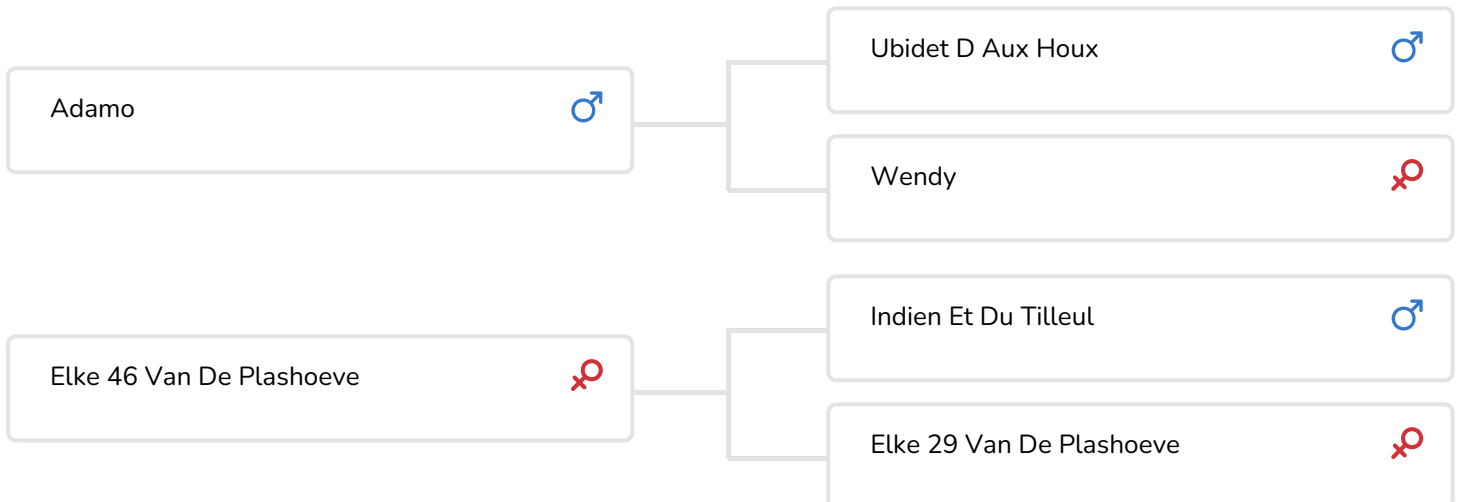 Ubidet D Aux Houx
Adamo
Wendy
Indien Et Du Tilleul
Elke 46 Van De Plashoeve
Elke 29 Van De Plashoeve